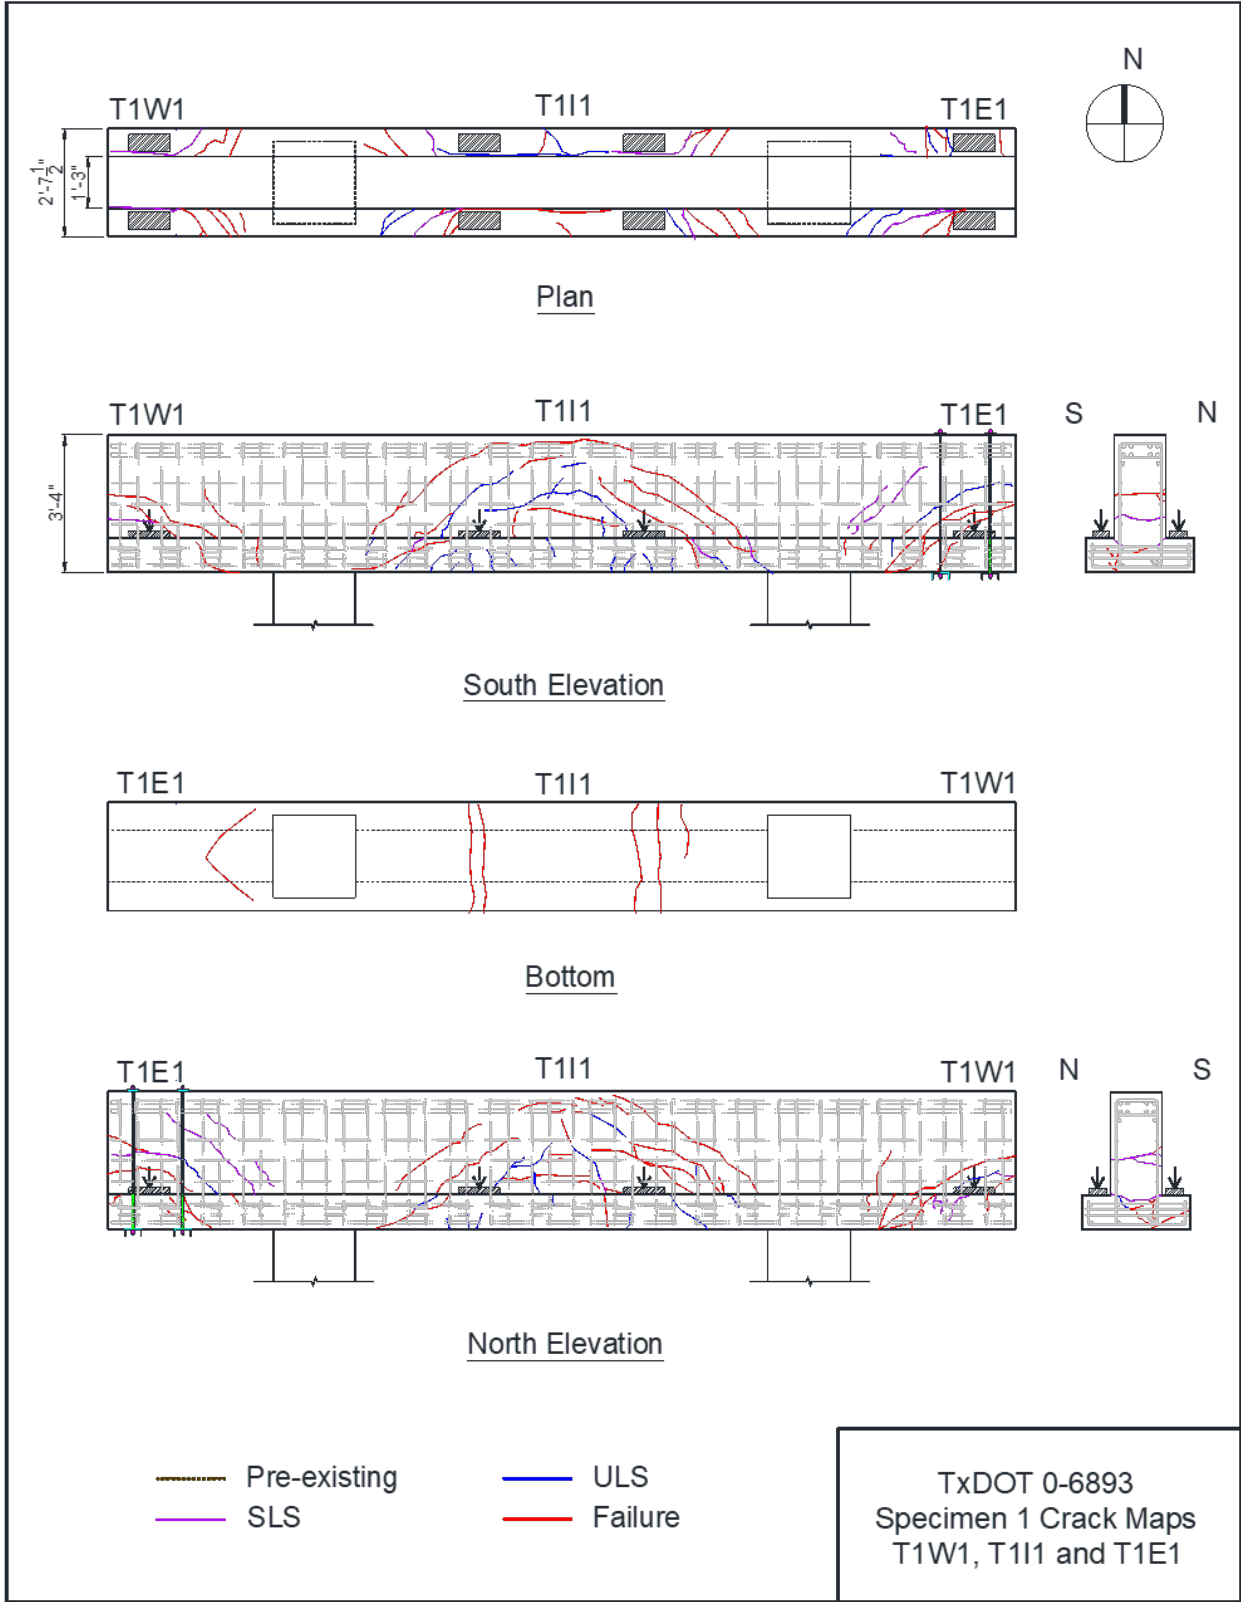 N
T1W1 T1I1 T1E1
2'-7 1/2"
1'-3"
Plan
T1W1 T1I1 T1E1 S N
3'-4"
South Elevation
T1E1 T1I1 T1W1
Bottom
T1E1 T1I1 T1W1 N S
North Elevation
Pre-existing ULS
SLS Failure
TxDOT 0-6893
Specimen 1 Crack Maps
T1W1, T1I1 and T1E1